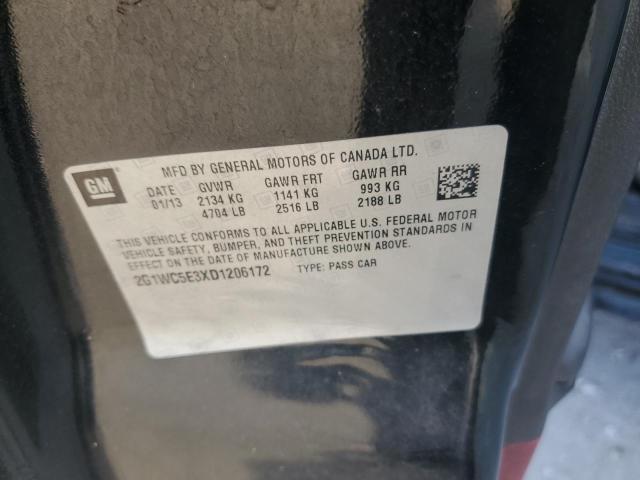 MFD BY GENERAL MOTORS OF CANADA LTD.
GM
DATE GVWR GAWR FRT GAWR RR
01/13 2134 KG 1141 KG 993 KG
4704 LB 2516 LB 2188 LB
THIS VEHICLE CONFORMS TO ALL APPLICABLE U.S. FEDERAL MOTOR
VEHICLE SAFETY, BUMPER, AND THEFT PREVENTION STANDARDS IN
EFFECT ON THE DATE OF MANUFACTURE SHOWN ABOVE.
2G1WC5E3XD1206172 TYPE: PASS CAR